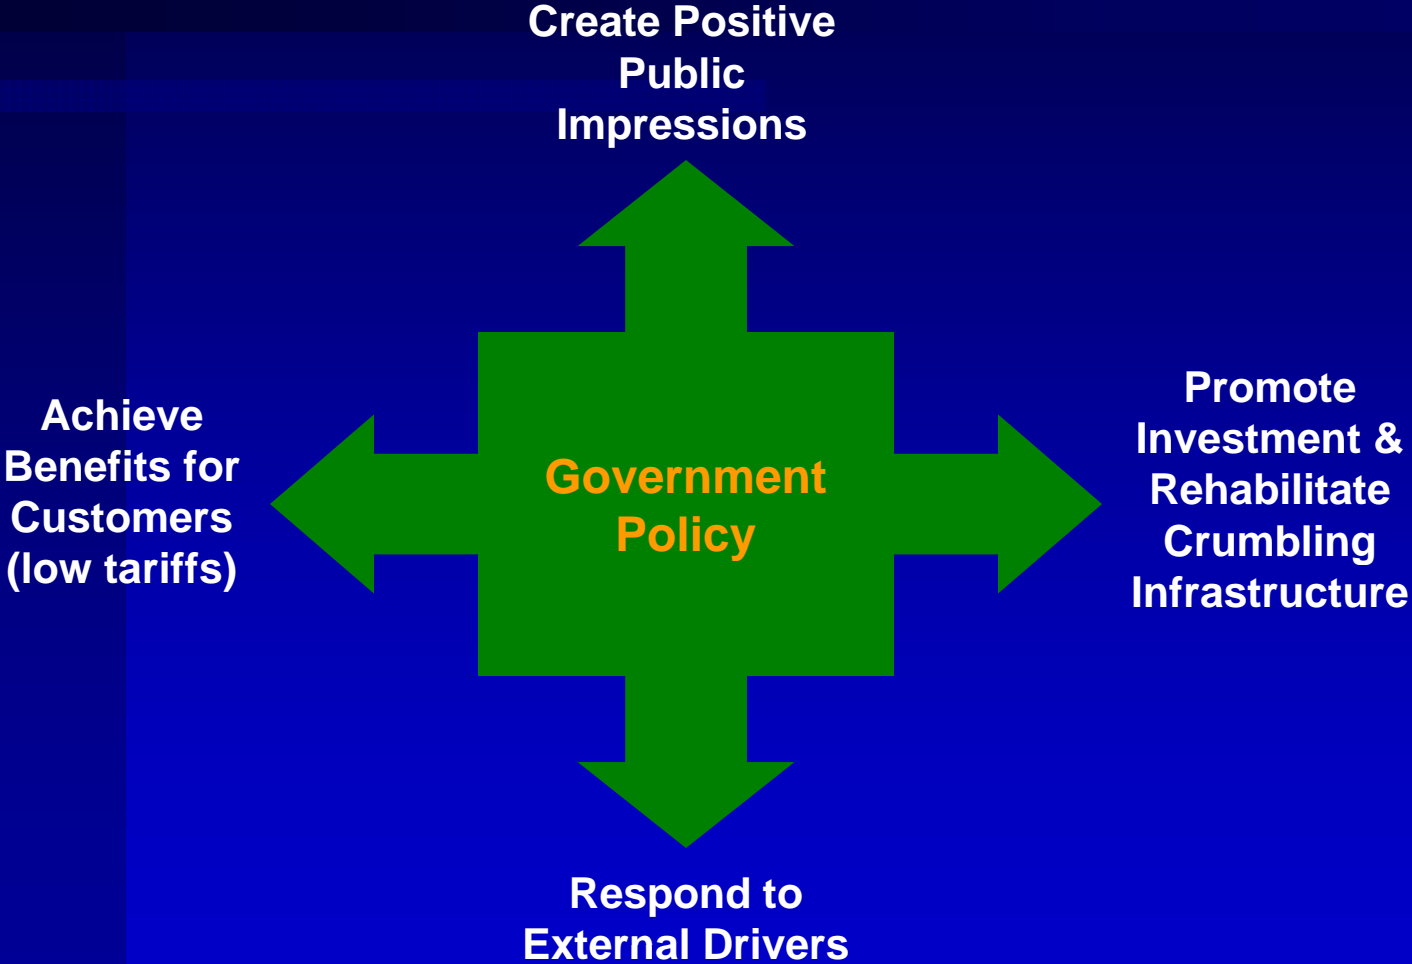 Create Positive
Public
Impressions
Achieve
Benefits for
Customers
(low tariffs)
Government
Policy
Promote
Investment &
Rehabilitate
Crumbling
Infrastructure
Respond to
External Drivers